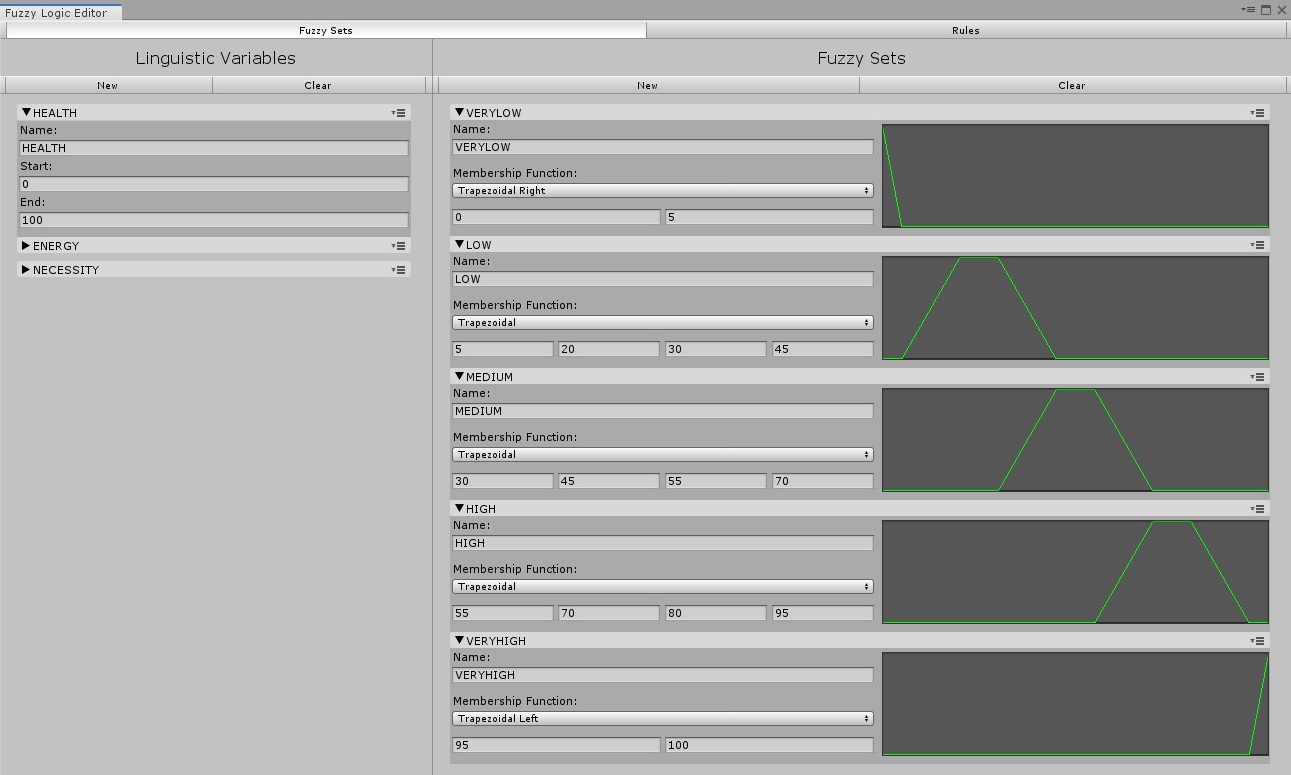 Fuzzy Logic Editor
Fuzzy Sets Rules
Linguistic Variables
New Clear
HEALTH
Name:
HEALTH
Start:
0
End:
100
ENERGY
NECESSITY
Fuzzy Sets
New Clear
VERYLOW
Name:
VERYLOW
Membership Function:
Trapezoidal Right
0 5
LOW
Name:
LOW
Membership Function:
Trapezoidal
5 20 30 45
MEDIUM
Name:
MEDIUM
Membership Function:
Trapezoidal
30 45 55 70
HIGH
Name:
HIGH
Membership Function:
Trapezoidal
55 70 80 95
VERYHIGH
Name:
VERYHIGH
Membership Function:
Trapezoidal Left
95 100